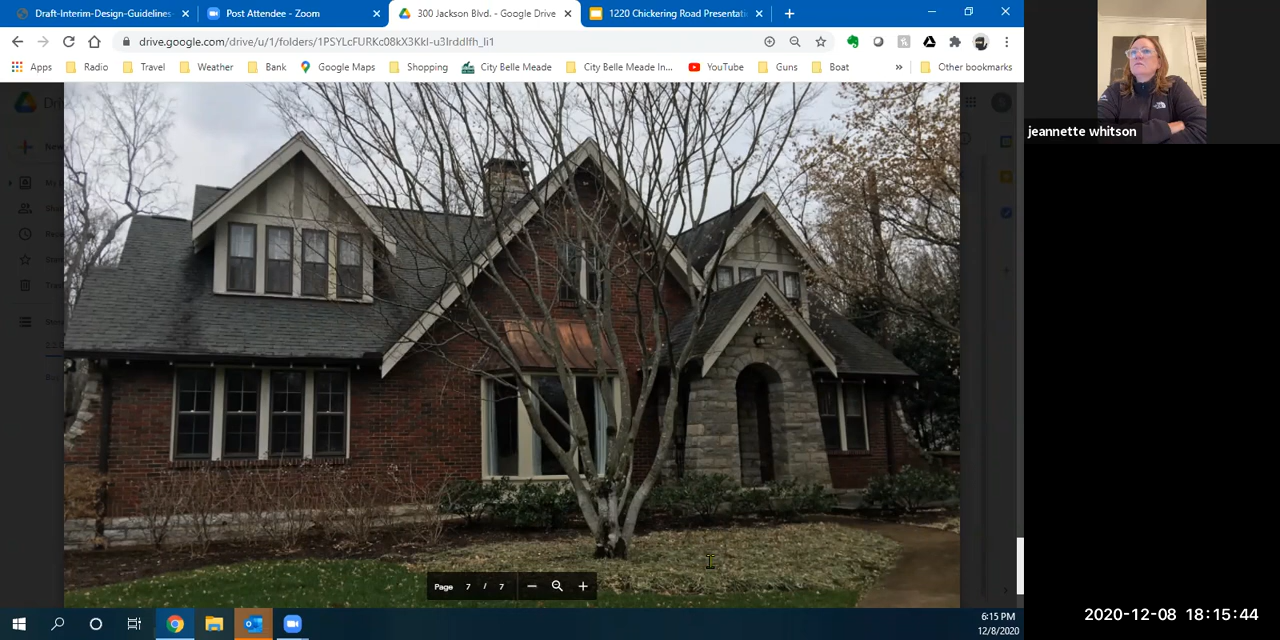 Draft-Interim-Design-Guidelines-
Post Attendee - Zoom
300 Jackson Blvd. - Google Drive
1220 Chickering Road Presentati
drive.google.com/drive/u/1/folders/1PSYLcFURKc08kX3KkI-u3IrddIfh_Ii1
Apps
Radio
Travel
Weather
Bank
Google Maps
Shopping
City Belle Meade
City Belle Meade In...
YouTube
Guns
Boat
»
Other bookmarks
jeannette whitson
Page 7 / 7
6:15 PM
12/8/2020
2020-12-08 18:15:44